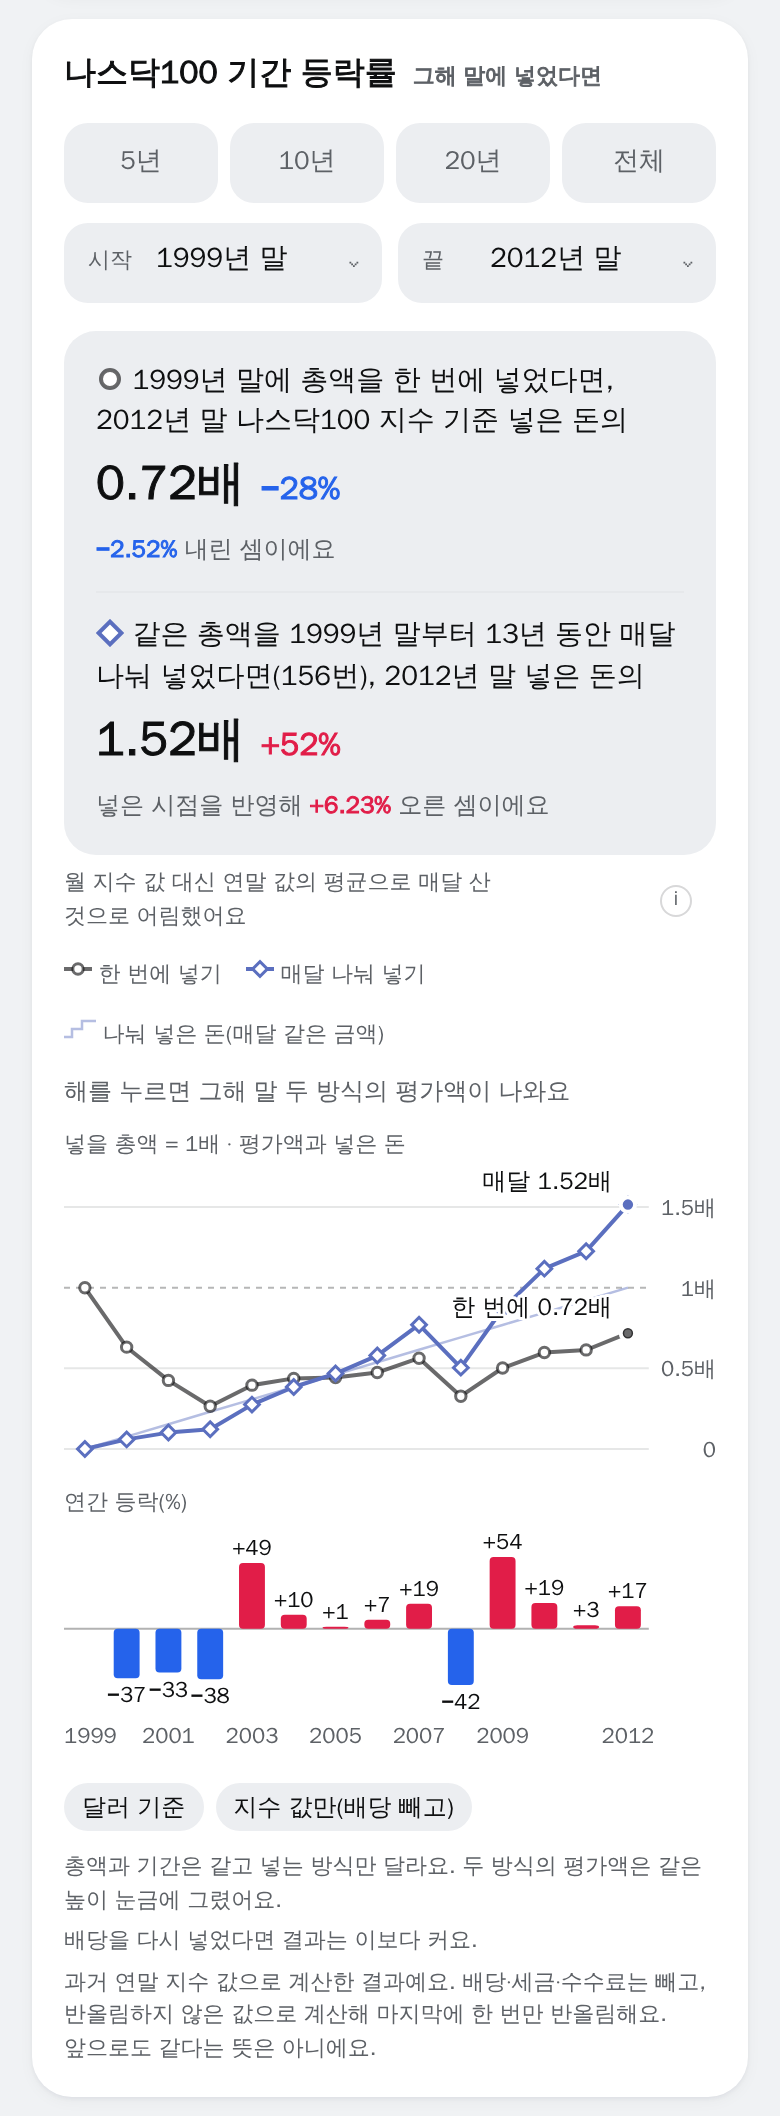 나스닥100 기간 등락률 그해 말에 넣었다면
5년 10년 20년 전체
시작 1999년 말 끝 2012년 말
1999년 말에 총액을 한 번에 넣었다면,
2012년 말 나스닥100 지수 기준 넣은 돈의
0.72배 −28%
−2.52% 내린 셈이에요
같은 총액을 1999년 말부터 13년 동안 매달
나눠 넣었다면(156번), 2012년 말 넣은 돈의
1.52배 +52%
넣은 시점을 반영해 +6.23% 오른 셈이에요
월 지수 값 대신 연말 값의 평균으로 매달 산
것으로 어림했어요
i
한 번에 넣기 매달 나눠 넣기
나눠 넣은 돈(매달 같은 금액)
해를 누르면 그해 말 두 방식의 평가액이 나와요
넣을 총액 = 1배 · 평가액과 넣은 돈
매달 1.52배
1.5배
1배
한 번에 0.72배
0.5배
0
연간 등락(%)
+49 +10 +1 +7 +19 +54 +19 +3 +17
−37 −33 −38 −42
1999 2001 2003 2005 2007 2009 2012
달러 기준 지수 값만(배당 빼고)
총액과 기간은 같고 넣는 방식만 달라요. 두 방식의 평가액은 같은
높이 눈금에 그렸어요.
배당을 다시 넣었다면 결과는 이보다 커요.
과거 연말 지수 값으로 계산한 결과예요. 배당·세금·수수료는 빼고,
반올림하지 않은 값으로 계산해 마지막에 한 번만 반올림해요.
앞으로도 같다는 뜻은 아니에요.